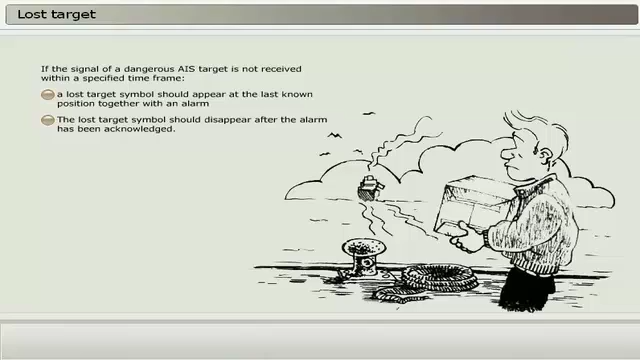 Lost target
If the signal of a dangerous AIS target is not received
within a specified time frame:
a lost target symbol should appear at the last known
position together with an alarm
The lost target symbol should disappear after the alarm
has been acknowledged.